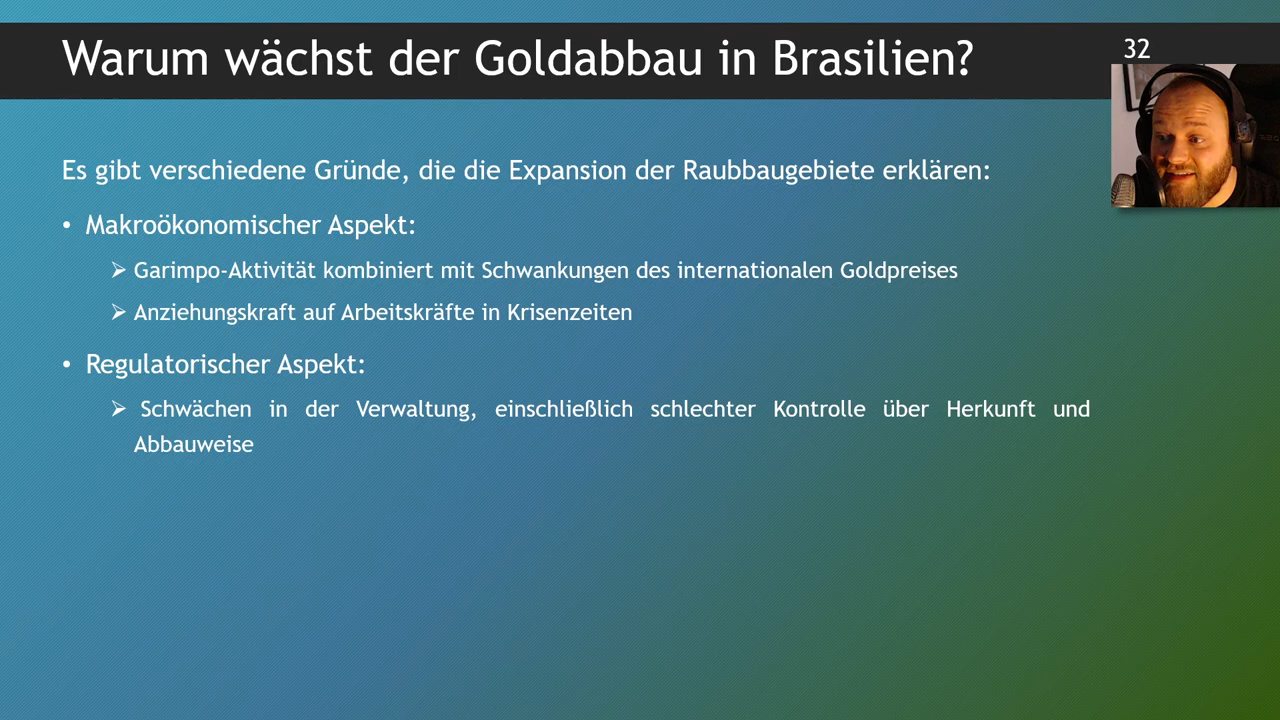 Warum wächst der Goldabbau in Brasilien?
32
Es gibt verschiedene Gründe, die die Expansion der Raubbaugebiete erklären:
• Makroökonomischer Aspekt:
➢ Garimpo-Aktivität kombiniert mit Schwankungen des internationalen Goldpreises
➢ Anziehungskraft auf Arbeitskräfte in Krisenzeiten
• Regulatorischer Aspekt:
➢ Schwächen in der Verwaltung, einschließlich schlechter Kontrolle über Herkunft und
Abbauweise